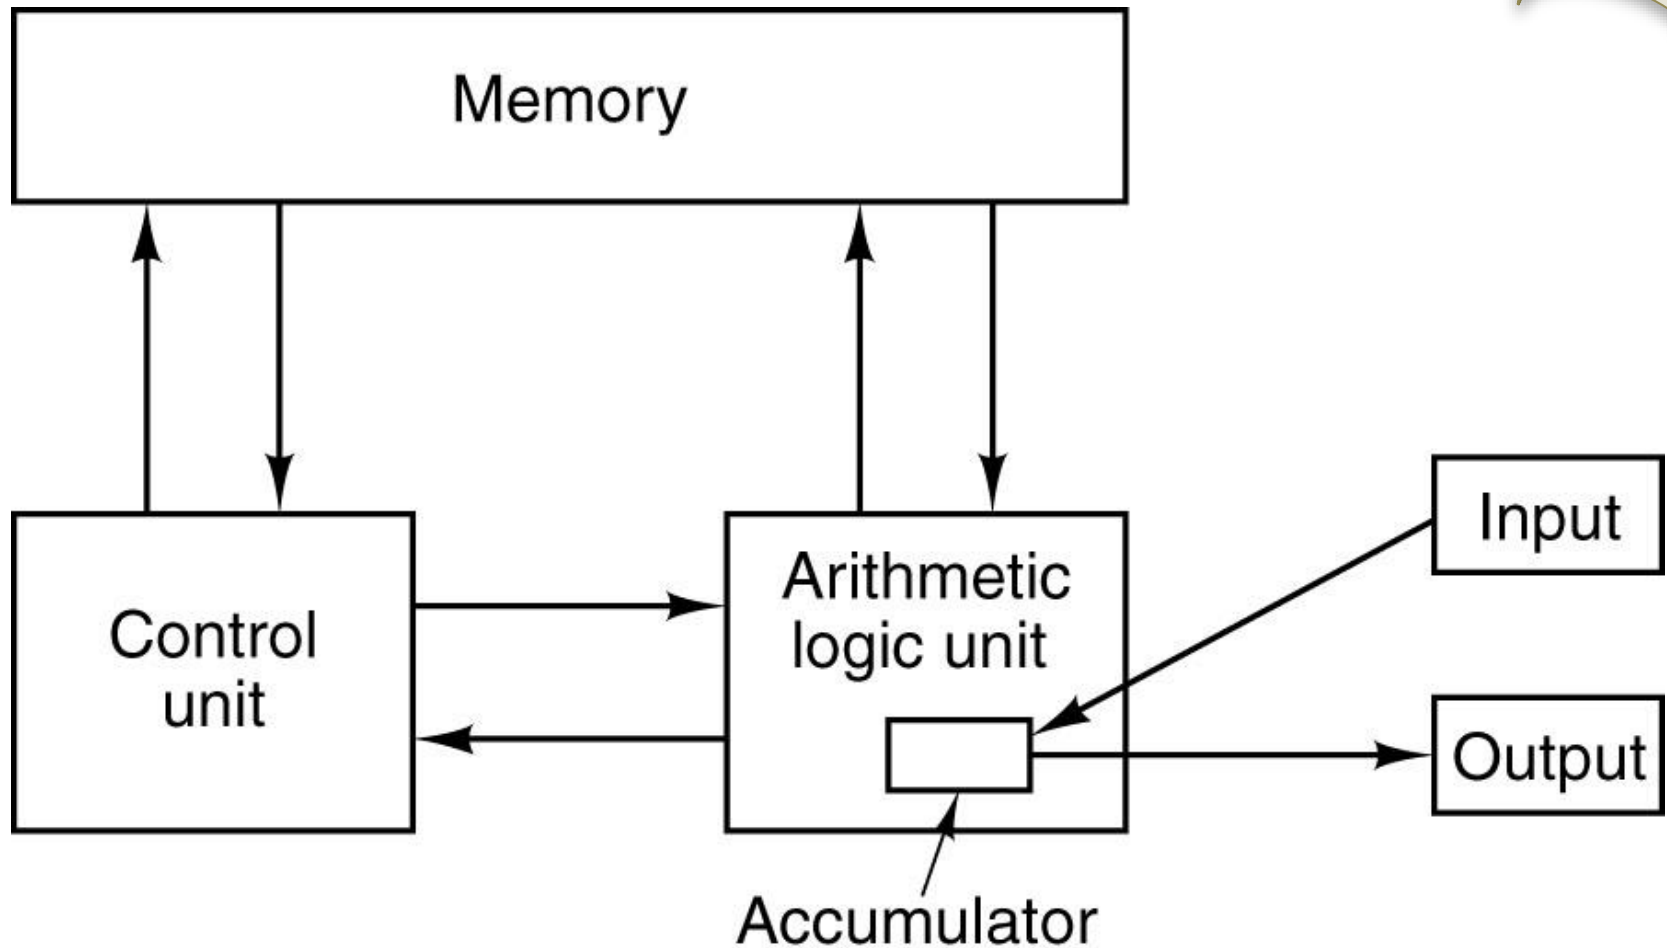 Memory
Control
unit
Arithmetic
logic unit
Input
Output
Accumulator